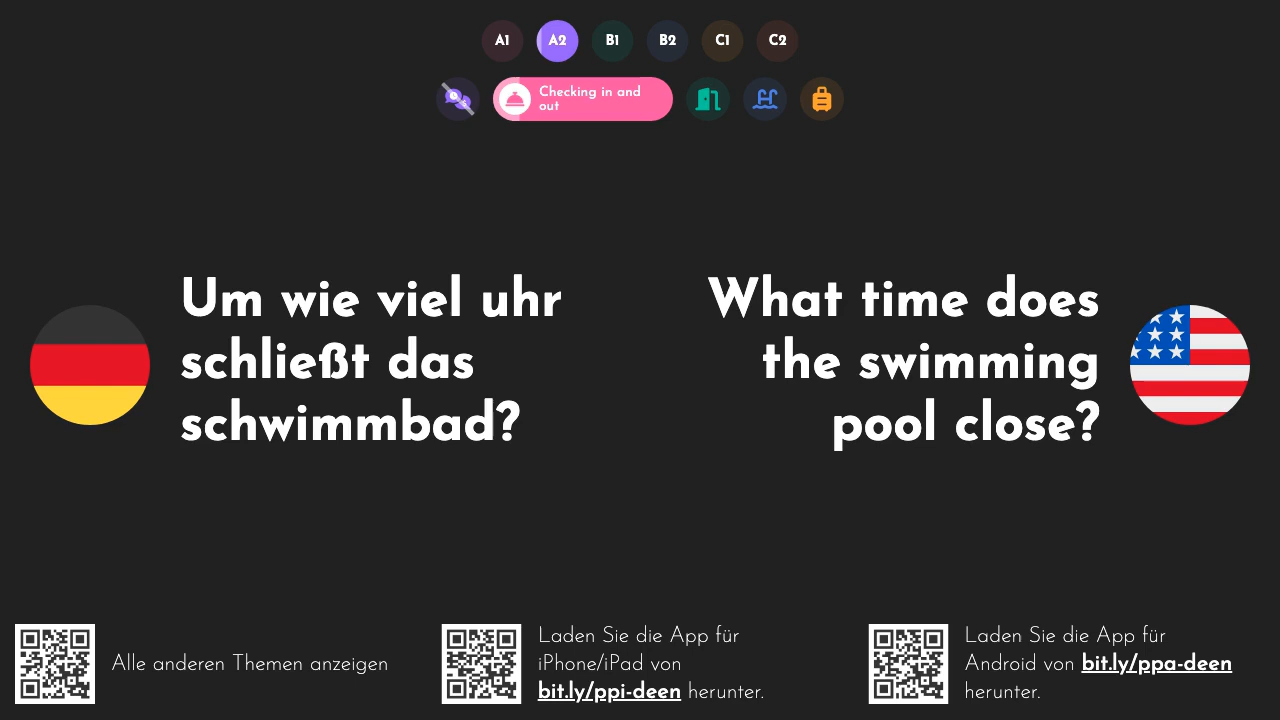 A1 A2 B1 B2 C1 C2
Checking in and
out
Um wie viel uhr
schließt das
schwimmbad?
What time does
the swimming
pool close?
Alle anderen Themen anzeigen
Laden Sie die App für
iPhone/iPad von
bit.ly/ppi-deen herunter.
Laden Sie die App für
Android von bit.ly/ppa-deen
herunter.